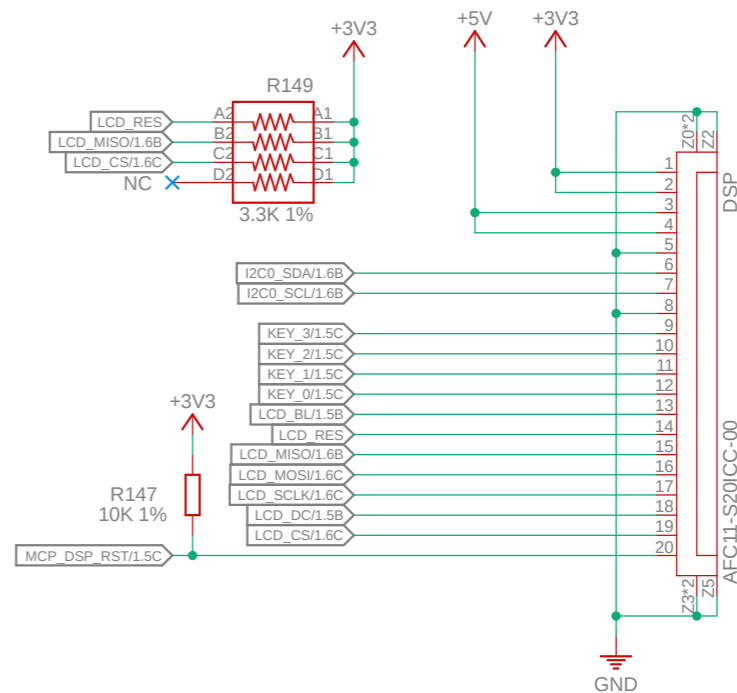 +3V3
+5V
+3V3
R149
LCD_RES
A2
A1
LCD_MISO/1.6B
B2
B1
LCD_CS/1.6C
C2
C1
NC
D2
D1
3.3K 1%
Z0*2
Z2
DSP
1
2
3
4
5
I2C0_SDA/1.6B
6
I2C0_SCL/1.6B
7
8
KEY_3/1.5C
9
KEY_2/1.5C
10
KEY_1/1.5C
11
KEY_0/1.5C
12
LCD_BL/1.5B
13
LCD_RES
14
LCD_MISO/1.6B
15
LCD_MOSI/1.6C
16
LCD_SCLK/1.6C
17
LCD_DC/1.5B
18
LCD_CS/1.6C
19
+3V3
R147
10K 1%
MCP_DSP_RST/1.5C
20
AFC11-S20ICC-00
Z3*2
Z5
GND